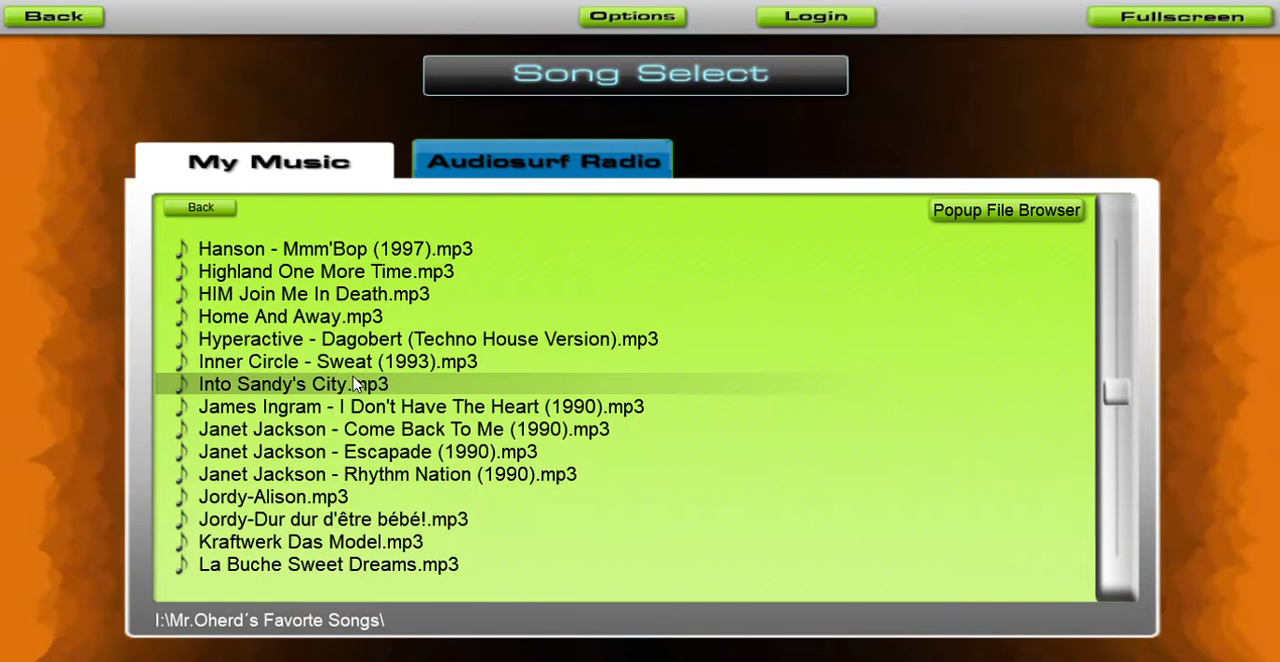 Back
Options
Login
Fullscreen
Song Select
My Music
Audiosurf Radio
Back
Popup File Browser
Hanson - Mmm'Bop (1997).mp3
Highland One More Time.mp3
HIM Join Me In Death.mp3
Home And Away.mp3
Hyperactive - Dagobert (Techno House Version).mp3
Inner Circle - Sweat (1993).mp3
Into Sandy's City.mp3
James Ingram - I Don't Have The Heart (1990).mp3
Janet Jackson - Come Back To Me (1990).mp3
Janet Jackson - Escapade (1990).mp3
Janet Jackson - Rhythm Nation (1990).mp3
Jordy-Alison.mp3
Jordy-Dur dur d'être bébé!.mp3
Kraftwerk Das Model.mp3
La Buche Sweet Dreams.mp3
I:\Mr.Oherd´s Favorte Songs\